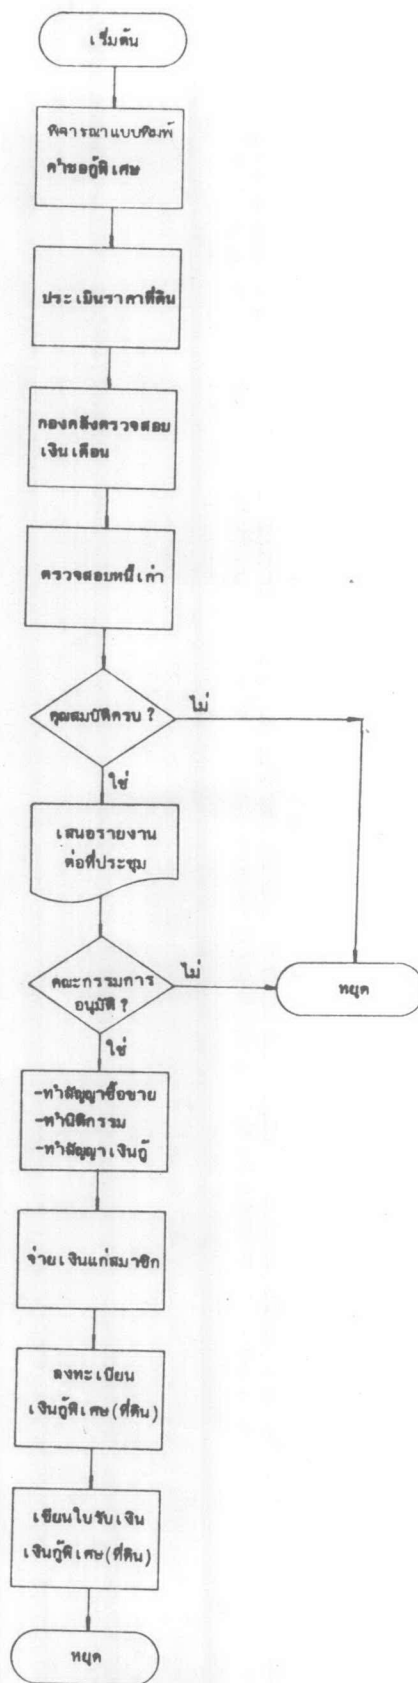 เริ่มต้น
พิจารณาแบบพิมพ์
คำขอกู้พิเศษ
ประเมินราคาที่ดิน
กองคลังตรวจสอบ
เงินเดือน
ตรวจสอบหนี้เก่า
คุณสมบัติครบ ?
ไม่
ใช่
เสนอรายงาน
ต่อที่ประชุม
คณะกรรมการ
อนุมัติ ?
ไม่
หยุด
ใช่
-ทำสัญญาซื้อขาย
-ทำนิติกรรม
-ทำสัญญาเงินกู้
จ่ายเงินแก่สมาชิก
ลงทะเบียน
เงินกู้พิเศษ(ที่ดิน)
เขียนใบรับเงิน
เงินกู้พิเศษ(ที่ดิน)
หยุด